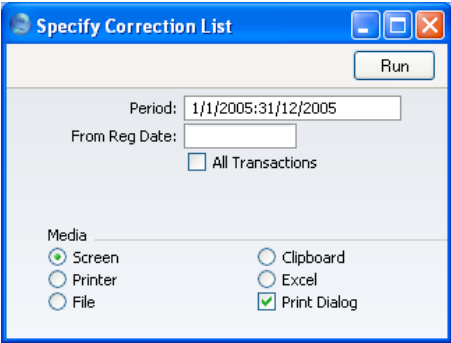 Specify Correction List
Run
Period: 1/1/2005:31/12/2005
From Reg Date:
All Transactions
Media
Screen Clipboard
Printer Excel
File Print Dialog